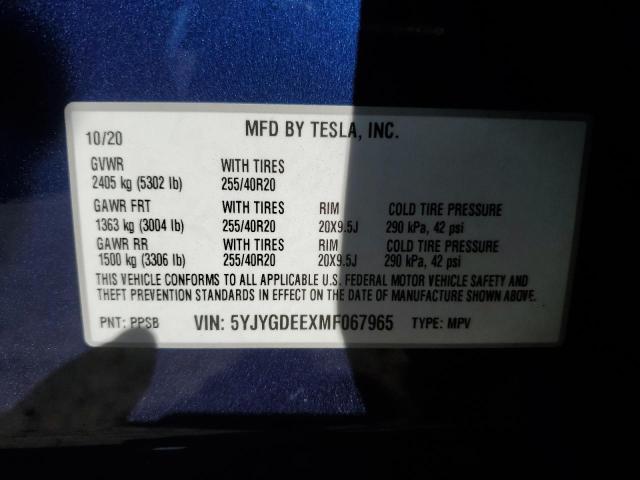 10/20 MFD BY TESLA, INC.
GVWR WITH TIRES
2405 kg (5302 lb) 255/40R20
GAWR FRT WITH TIRES RIM COLD TIRE PRESSURE
1363 kg (3004 lb) 255/40R20 20X9.5J 290 kPa, 42 psi
GAWR RR WITH TIRES RIM COLD TIRE PRESSURE
1500 kg (3306 lb) 255/40R20 20X9.5J 290 kPa, 42 psi
THIS VEHICLE CONFORMS TO ALL APPLICABLE U.S. FEDERAL MOTOR VEHICLE SAFETY AND
THEFT PREVENTION STANDARDS IN EFFECT ON THE DATE OF MANUFACTURE SHOWN ABOVE.
PNT: PPSB VIN: 5YJYGDEEXMF067965 TYPE: MPV